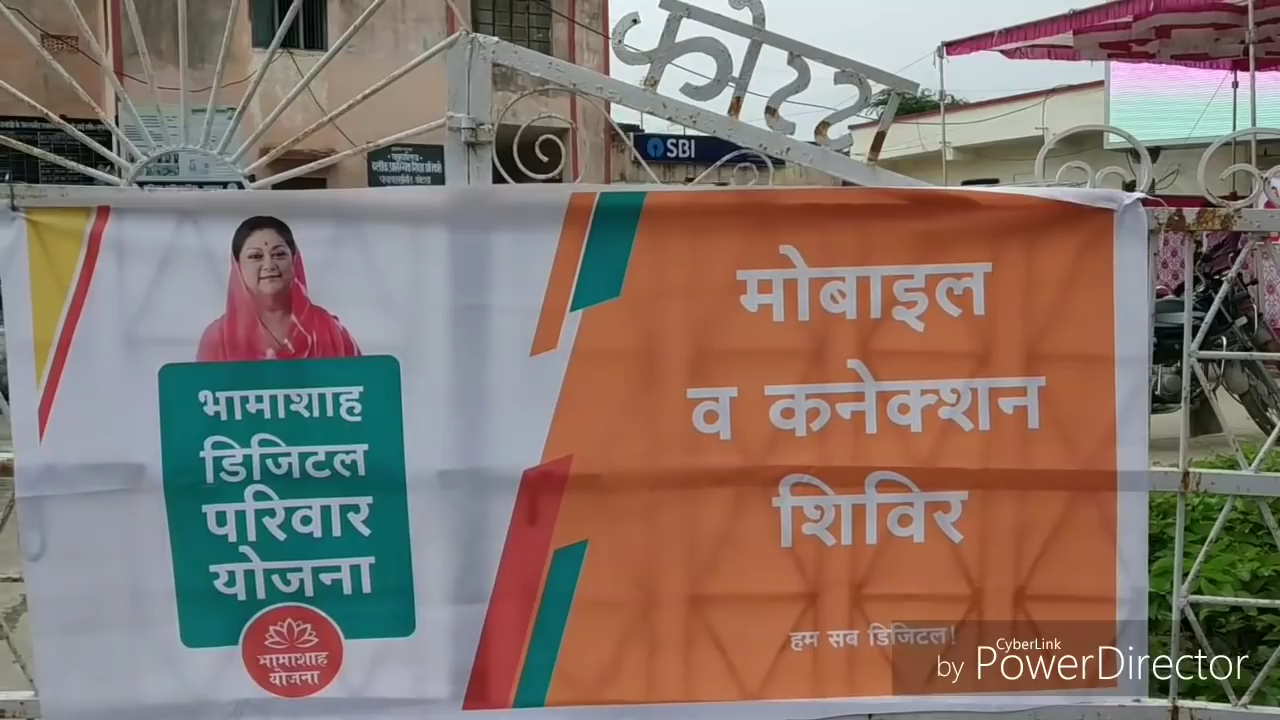 SBI
भामाशाह
डिजिटल
परिवार
योजना
भामाशाह
योजना
मोबाइल
व कनेक्शन
शिविर
हम सब डिजिटल!
CyberLink
by PowerDirector